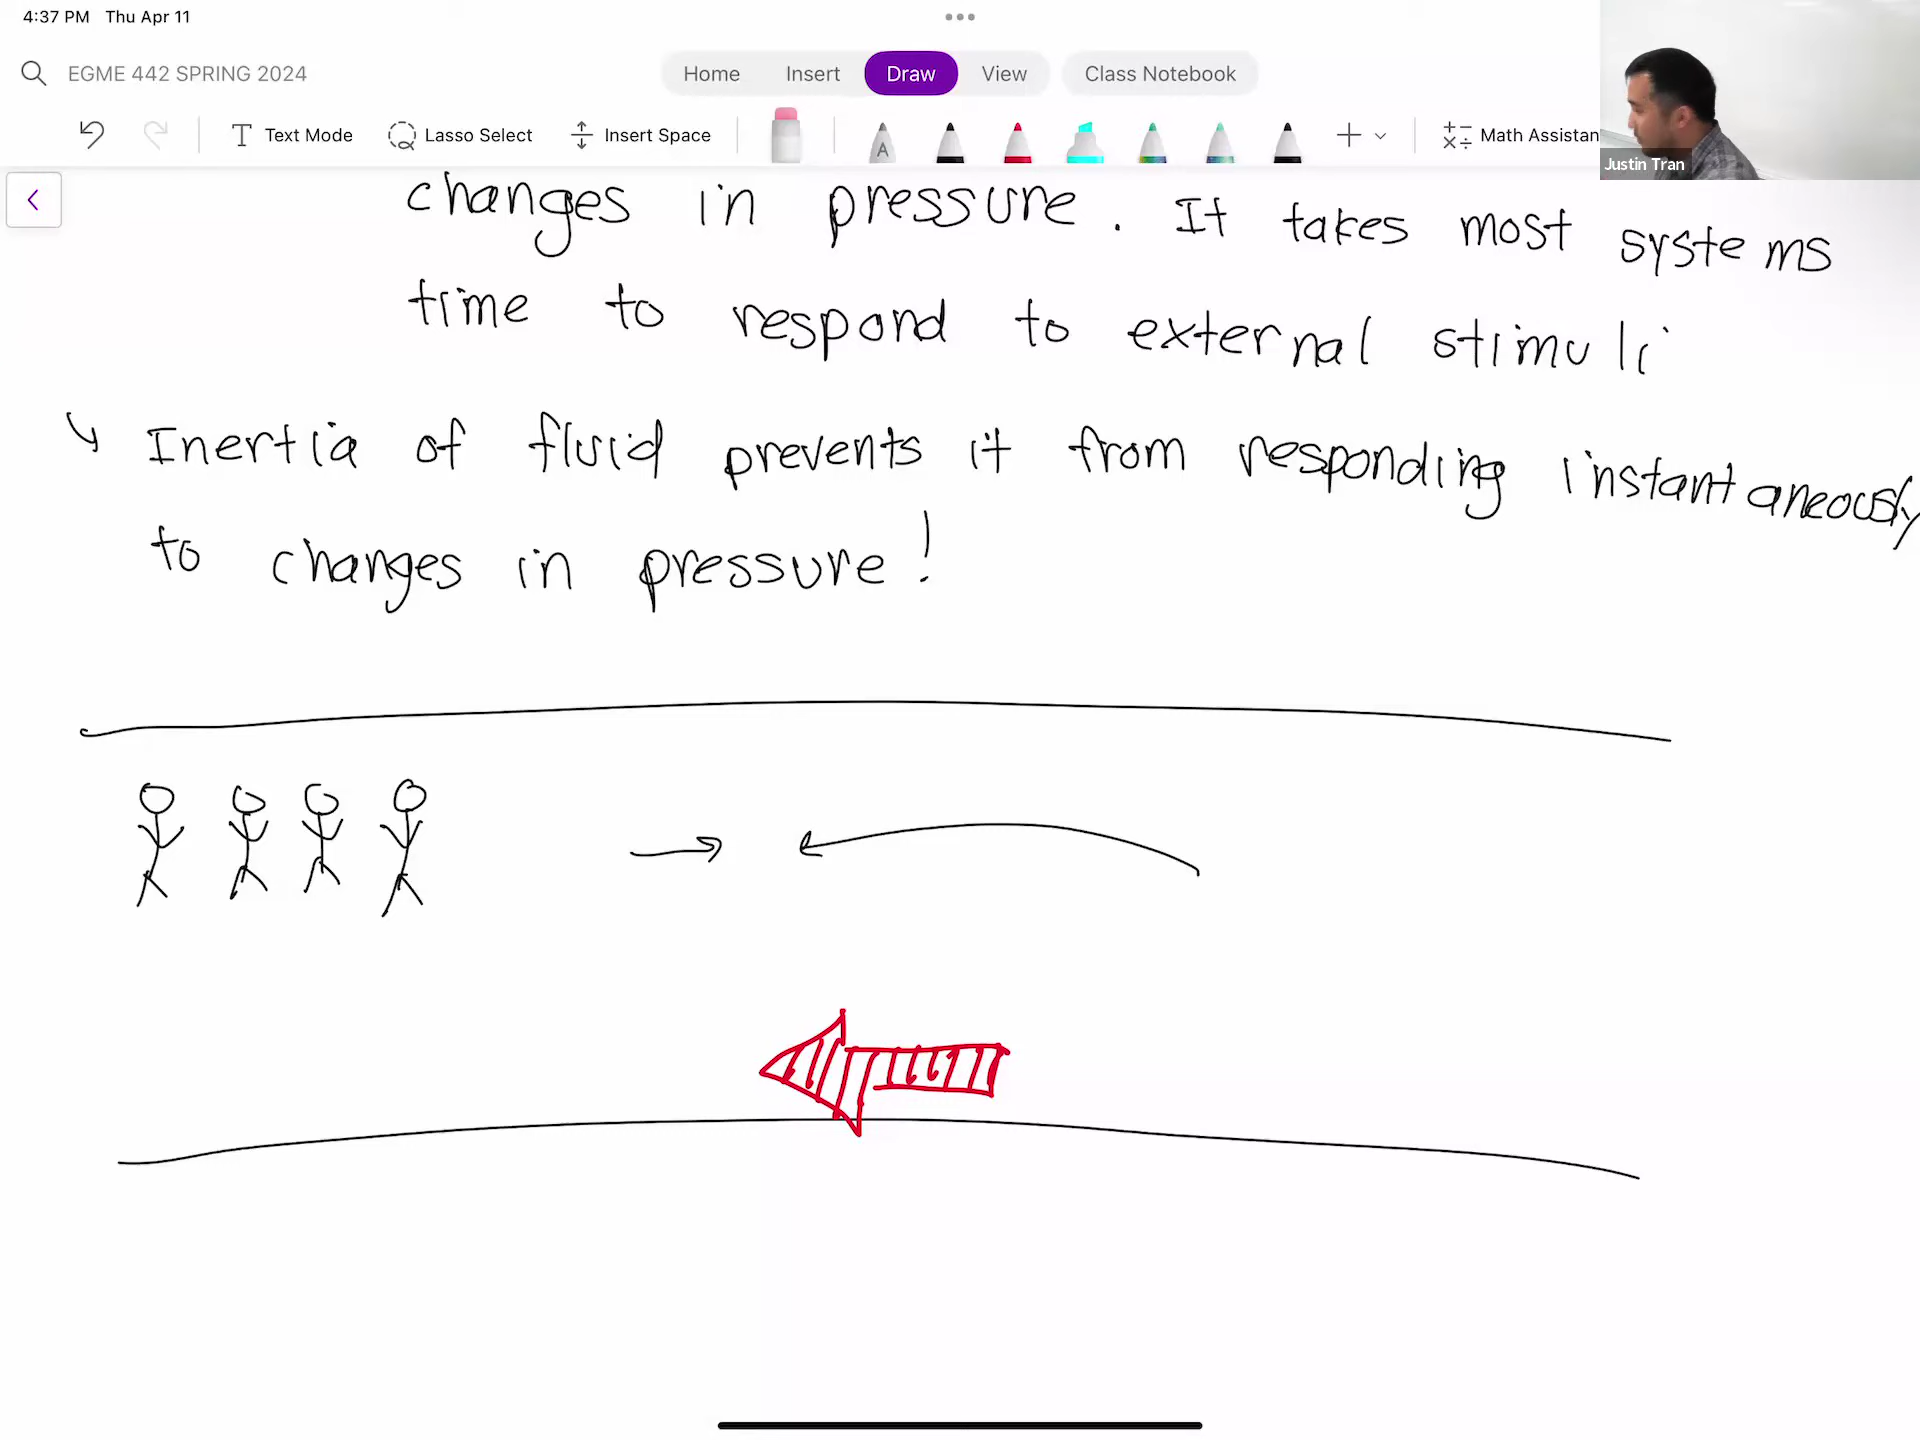 4:37 PM Thu Apr 11
EGME 442 SPRING 2024
Home Insert Draw View Class Notebook
Text Mode Lasso Select Insert Space A Math Assistan
Justin Tran
changes in pressure. It takes most systems
time to respond to external stimuli
Inertia of fluid prevents it from responding instantaneously
to changes in pressure!